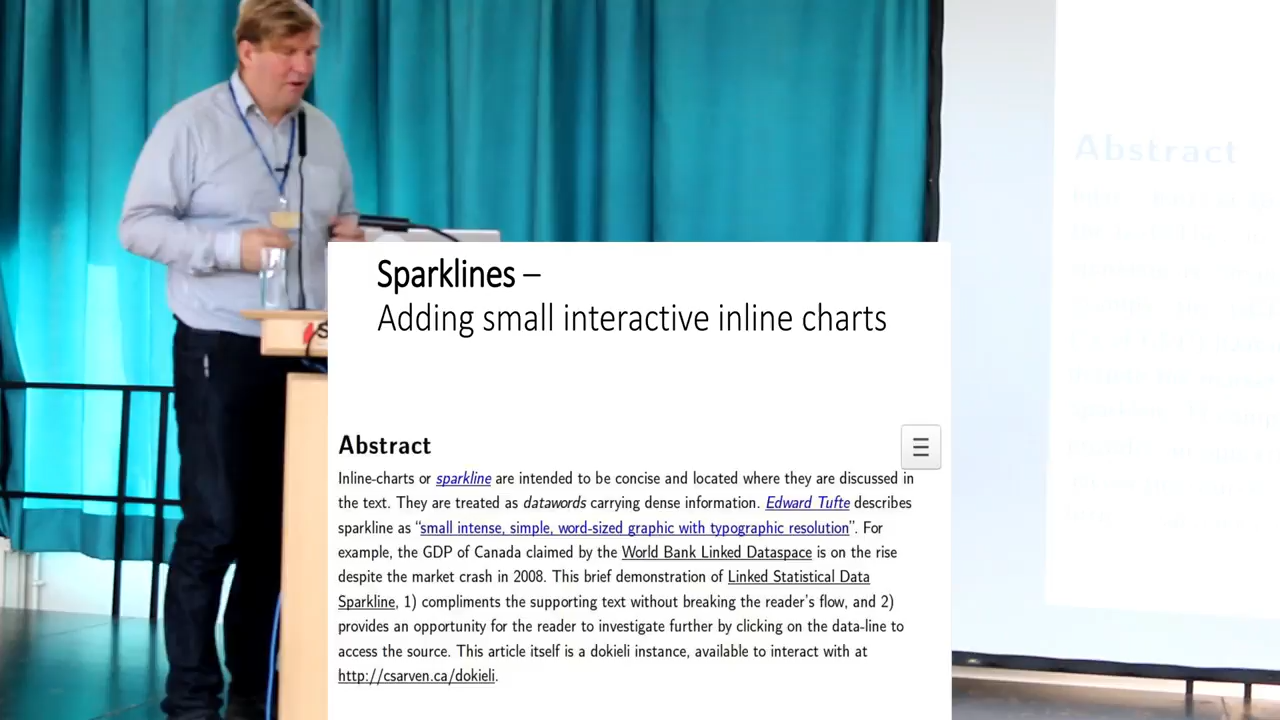 Sparklines –
Adding small interactive inline charts
Abstract
Inline-charts or sparkline are intended to be concise and located where they are discussed in
the text. They are treated as datawords carrying dense information. Edward Tufte describes
sparkline as “small intense, simple, word-sized graphic with typographic resolution”. For
example, the GDP of Canada claimed by the World Bank Linked Dataspace is on the rise
despite the market crash in 2008. This brief demonstration of Linked Statistical Data
Sparkline, 1) compliments the supporting text without breaking the reader's flow, and 2)
provides an opportunity for the reader to investigate further by clicking on the data-line to
access the source. This article itself is a dokieli instance, available to interact with at
http://csarven.ca/dokieli.
Abstract